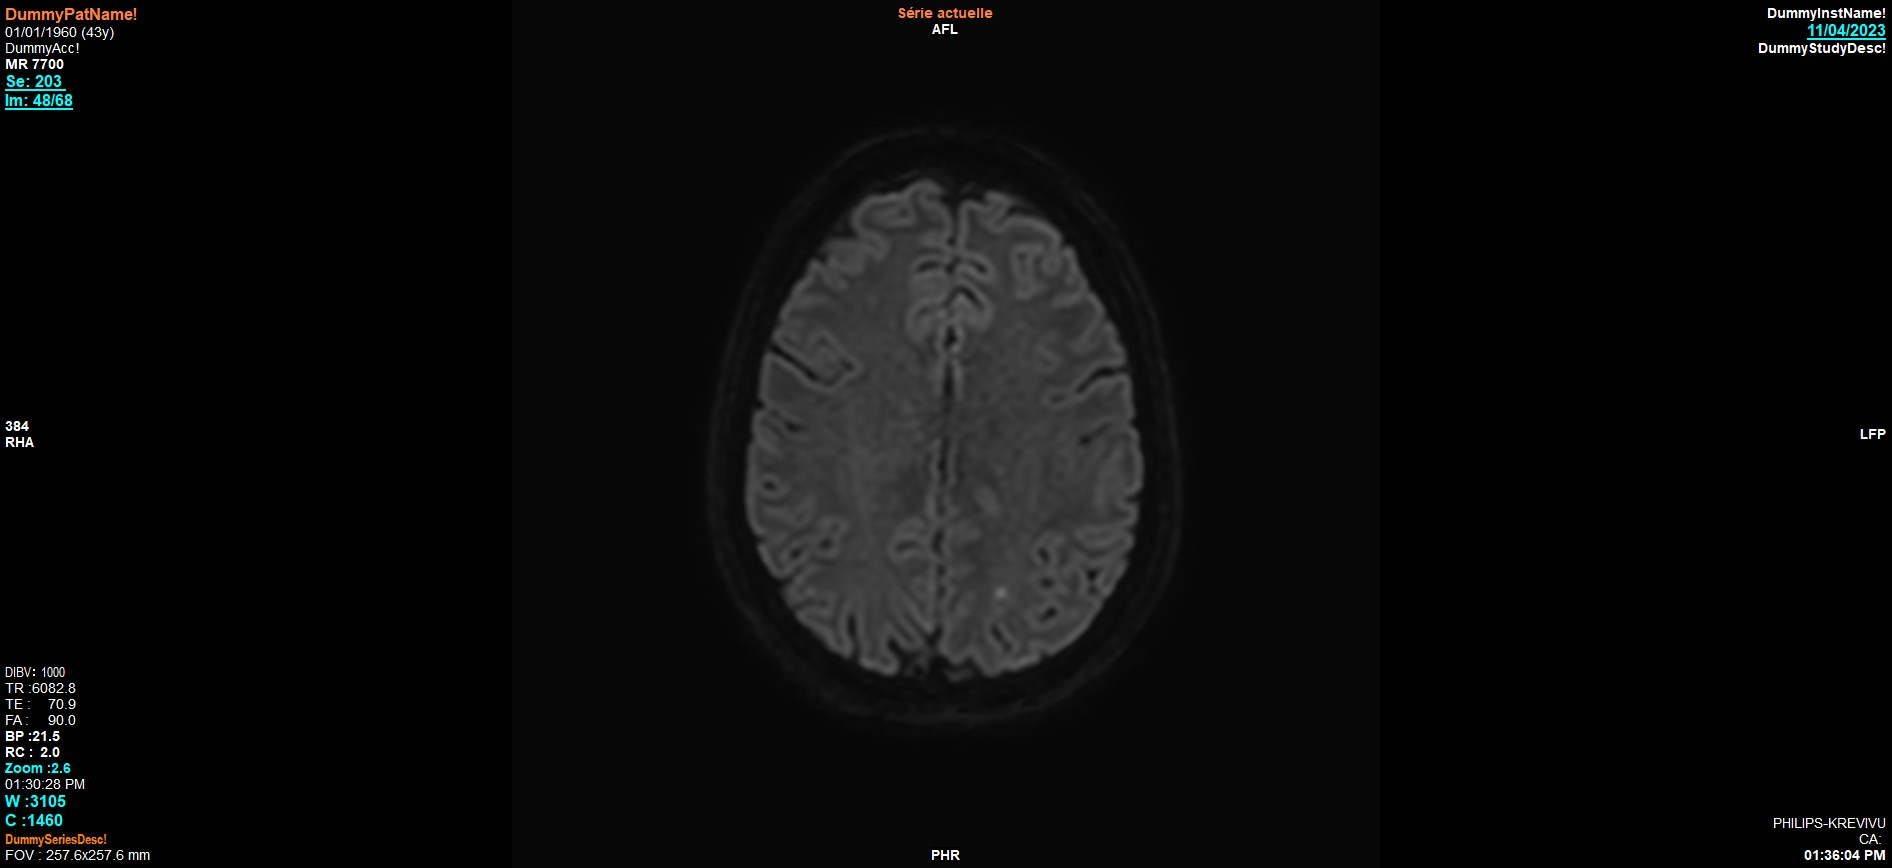 DummyPatName!
01/01/1960 (43y)
DummyAcc!
MR 7700
Se: 203
Im: 48/68
Série actuelle
AFL
DummyInstName!
11/04/2023
DummyStudyDesc!
384
RHA
LFP
DIBV: 1000
TR :6082.8
TE : 70.9
FA : 90.0
BP :21.5
RC : 2.0
Zoom :2.6
01:30:28 PM
W :3105
C :1460
DummySeriesDesc!
FOV : 257.6x257.6 mm
PHR
PHILIPS-KREVIVU
CA:
01:36:04 PM